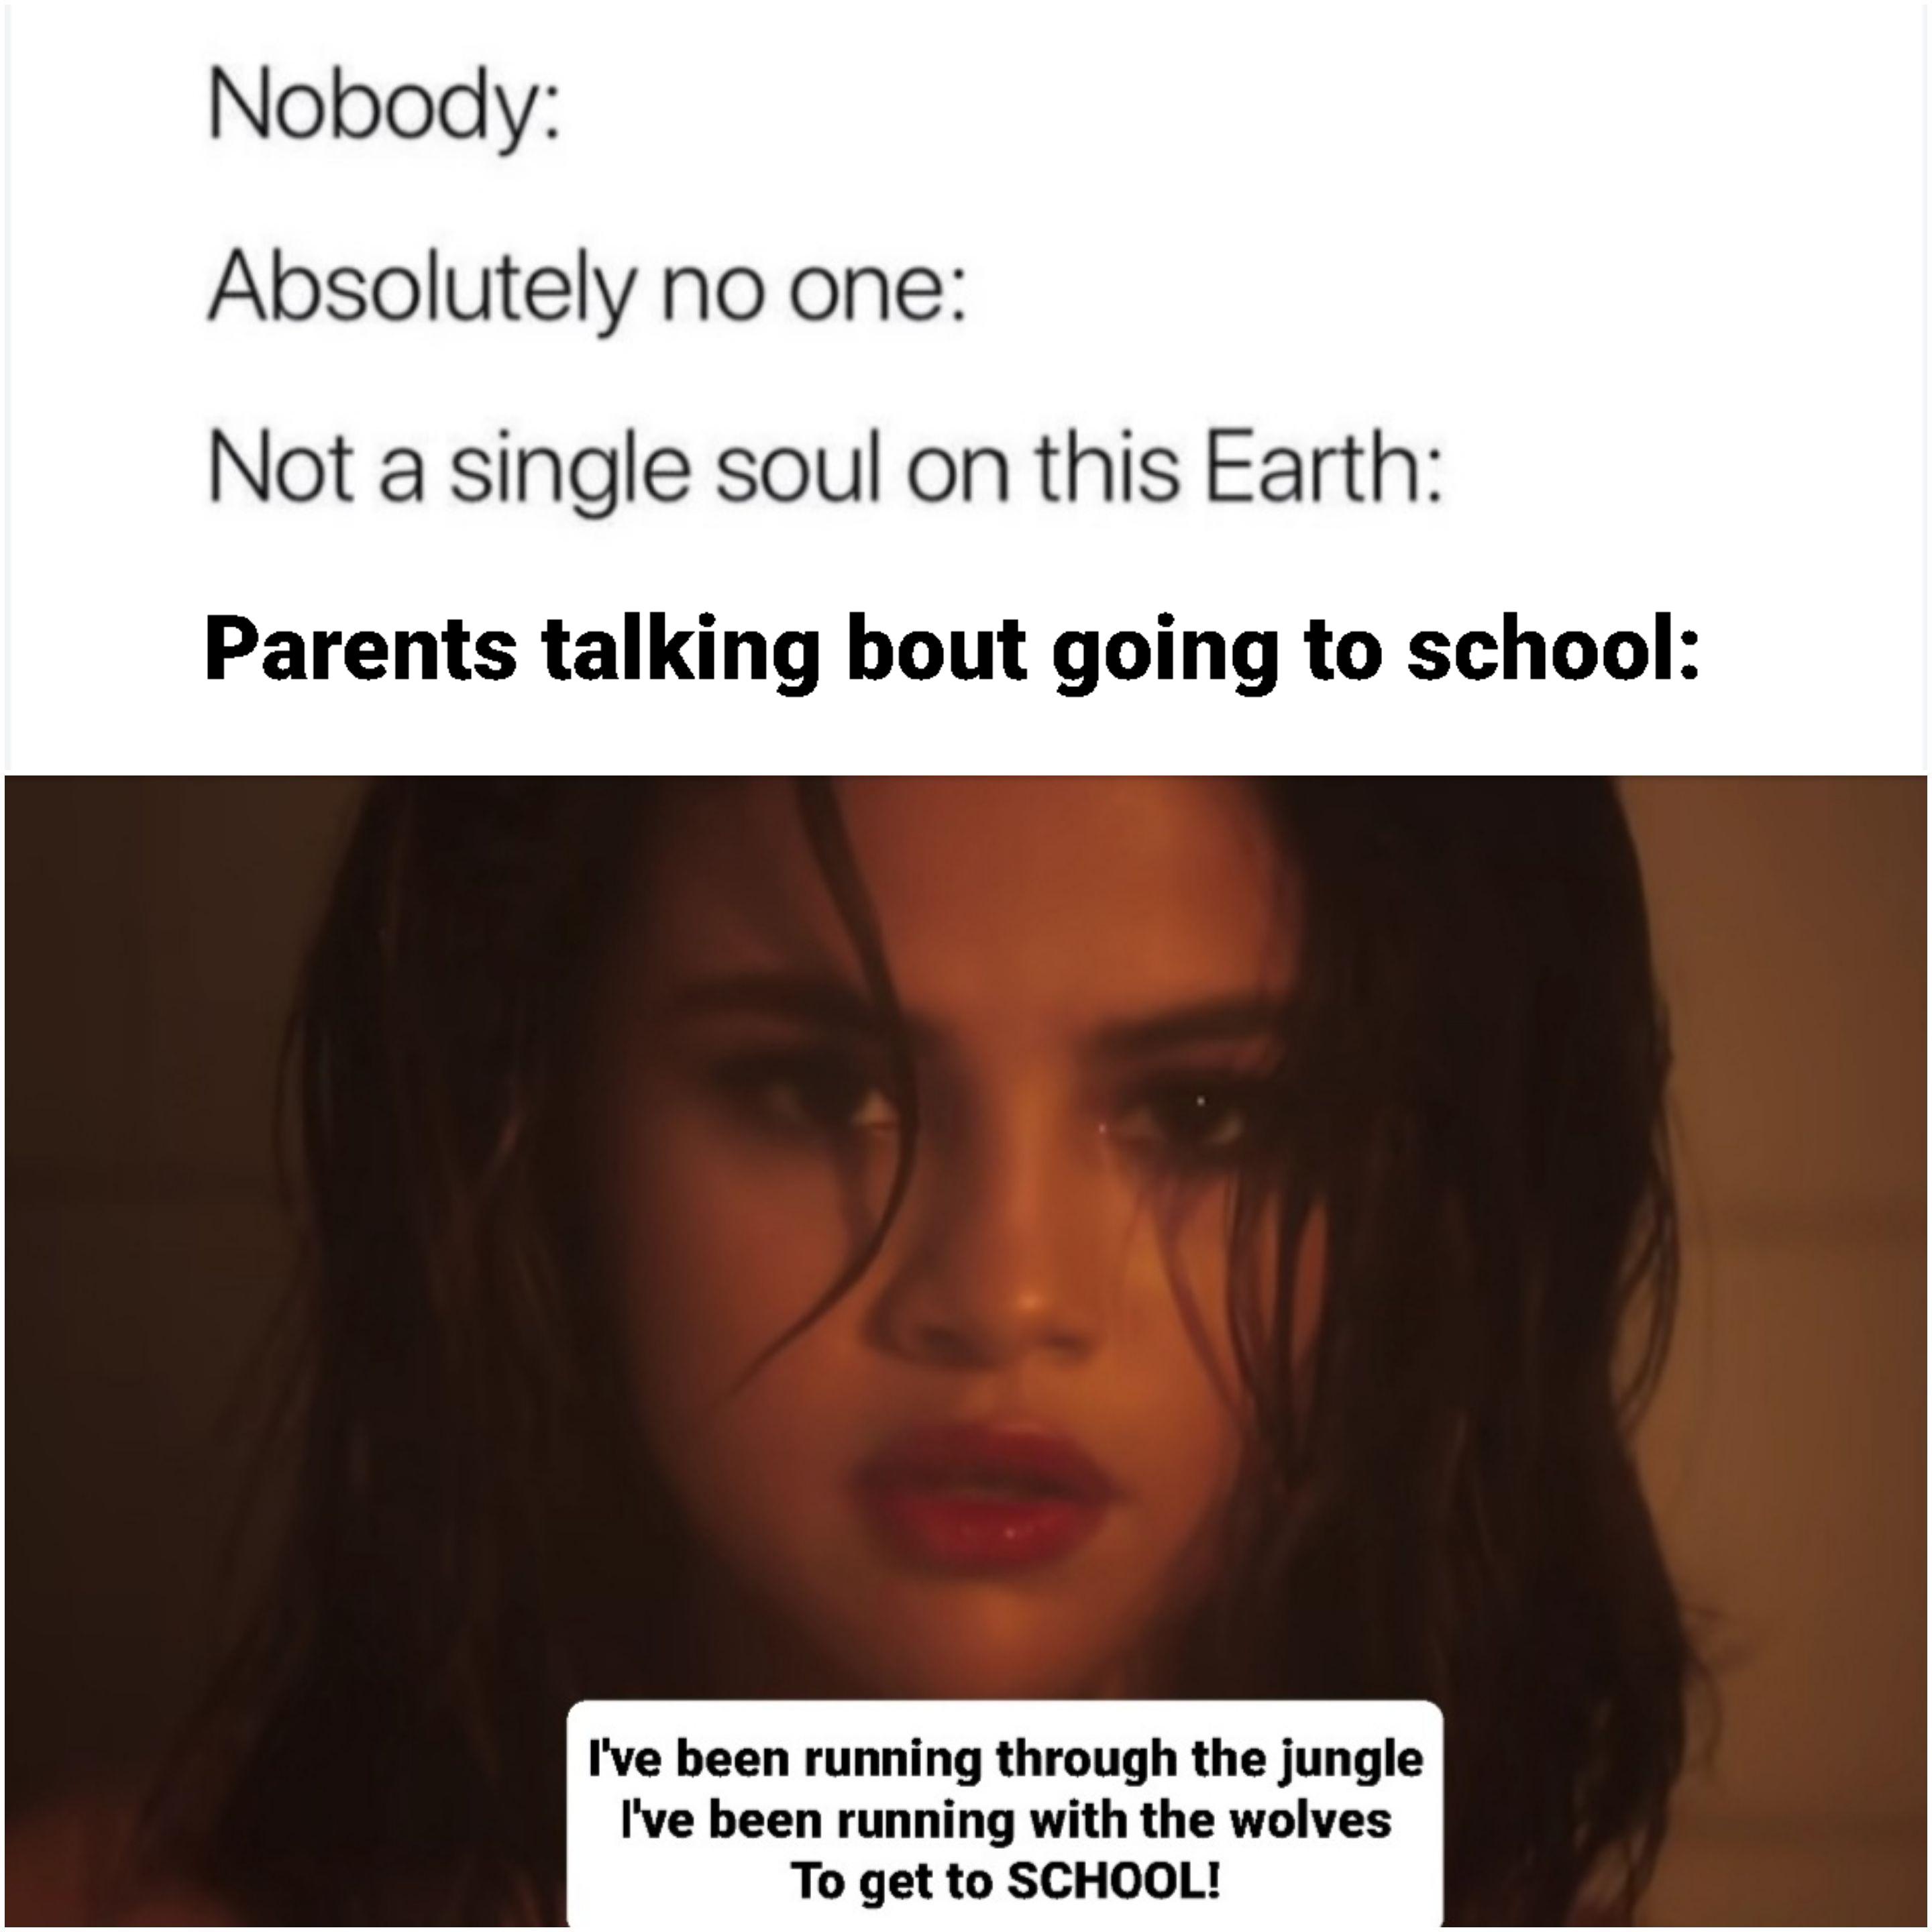 Nobody:
Absolutely no one:
Not a single soul on this Earth:
Parents talking bout going to school:
I've been running through the jungle
I've been running with the wolves
To get to SCHOOL!